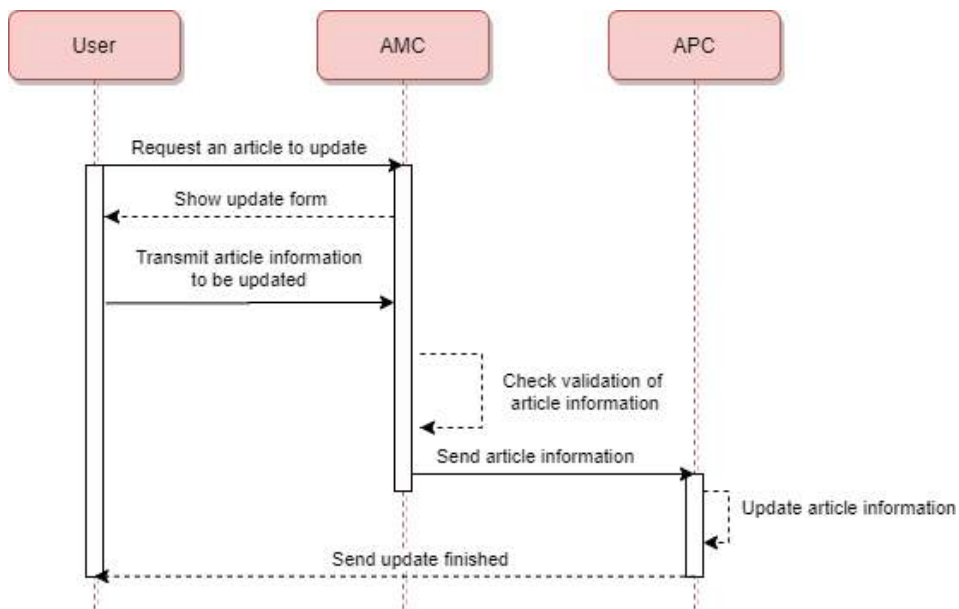 User
AMC
APC
Request an article to update
Show update form
Transmit article information
to be updated
Check validation of
article information
Send article information
Update article information
Send update finished